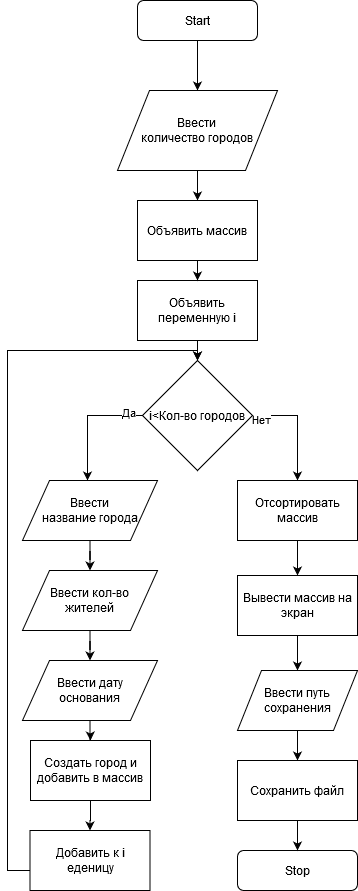 Start
Ввести
количество городов
Объявить массив
Объявить
переменную i
Да
i<Кол-во городов
Нет
Ввести
название города
Ввести кол-во
жителей
Ввести дату
основания
Создать город и
добавить в массив
Добавить к i
еденицу
Отсортировать
массив
Вывести массив на
экран
Ввести путь
сохранения
Сохранить файл
Stop